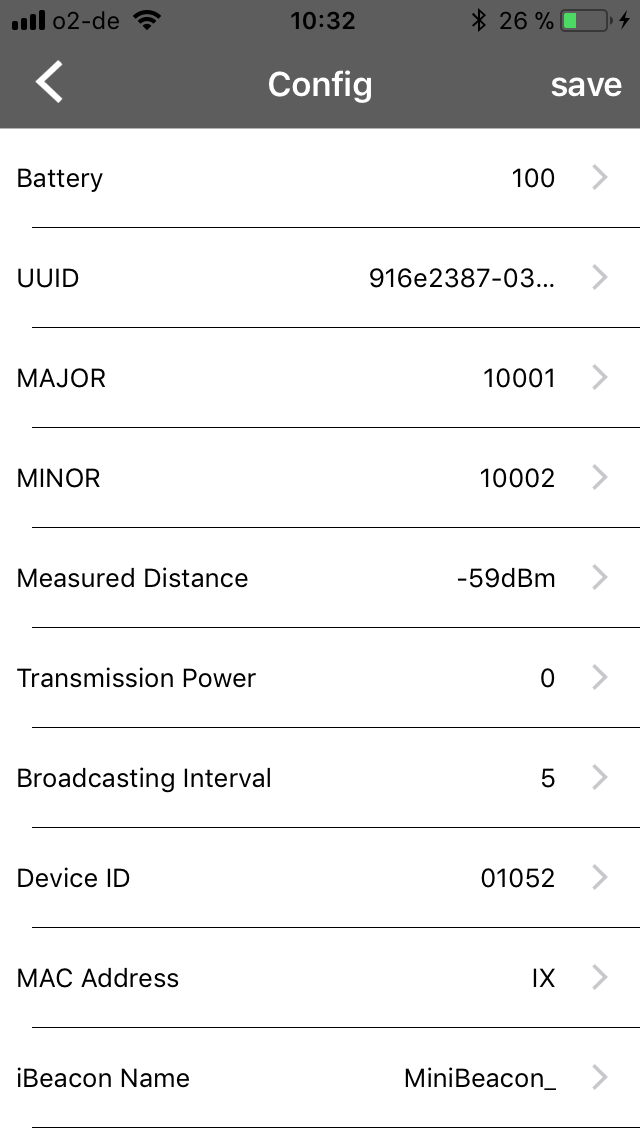 o2-de 10:32 26 %
Config save
Battery 100
UUID 916e2387-03...
MAJOR 10001
MINOR 10002
Measured Distance -59dBm
Transmission Power 0
Broadcasting Interval 5
Device ID 01052
MAC Address IX
iBeacon Name MiniBeacon_